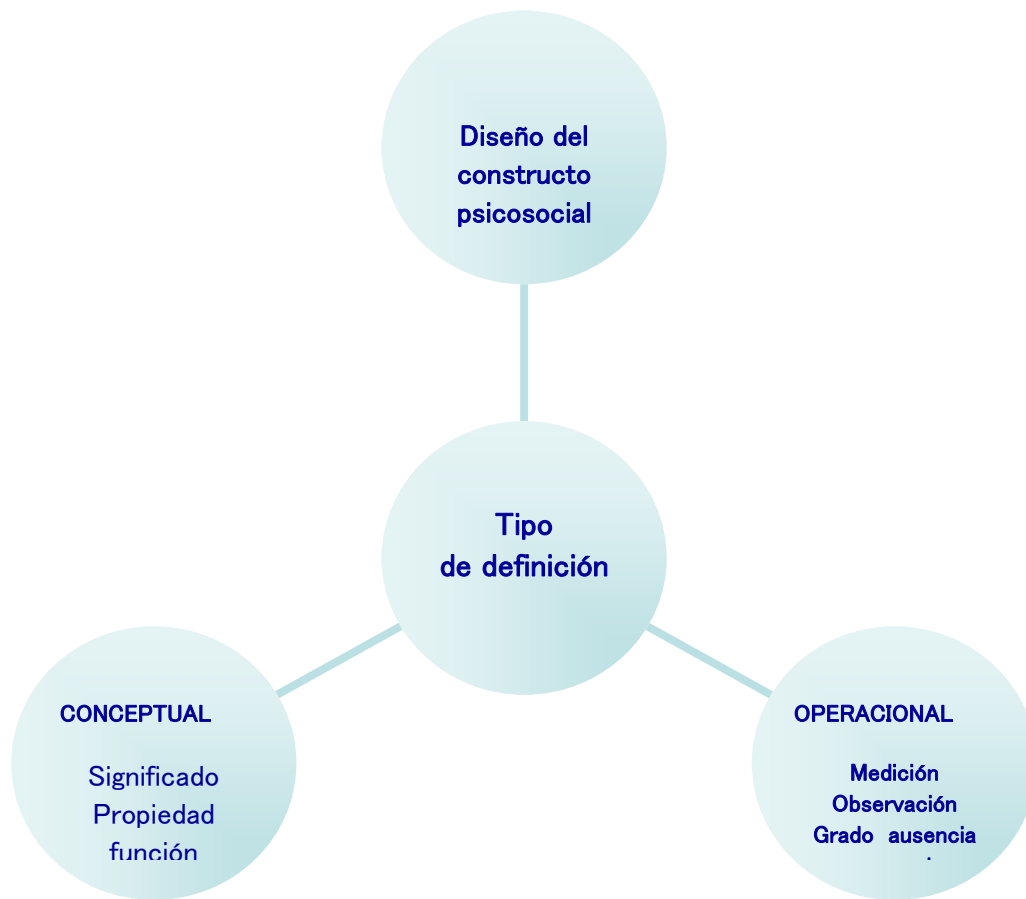 Diseño del
constructo
psicosocial
Tipo
de definición
CONCEPTUAL
Significado
Propiedad
función
OPERACIONAL
Medición
Observación
Grado ausencia